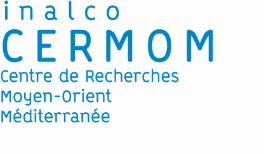 inalco
CERMOM
Centre de Recherches
Moyen-Orient
Méditerranée